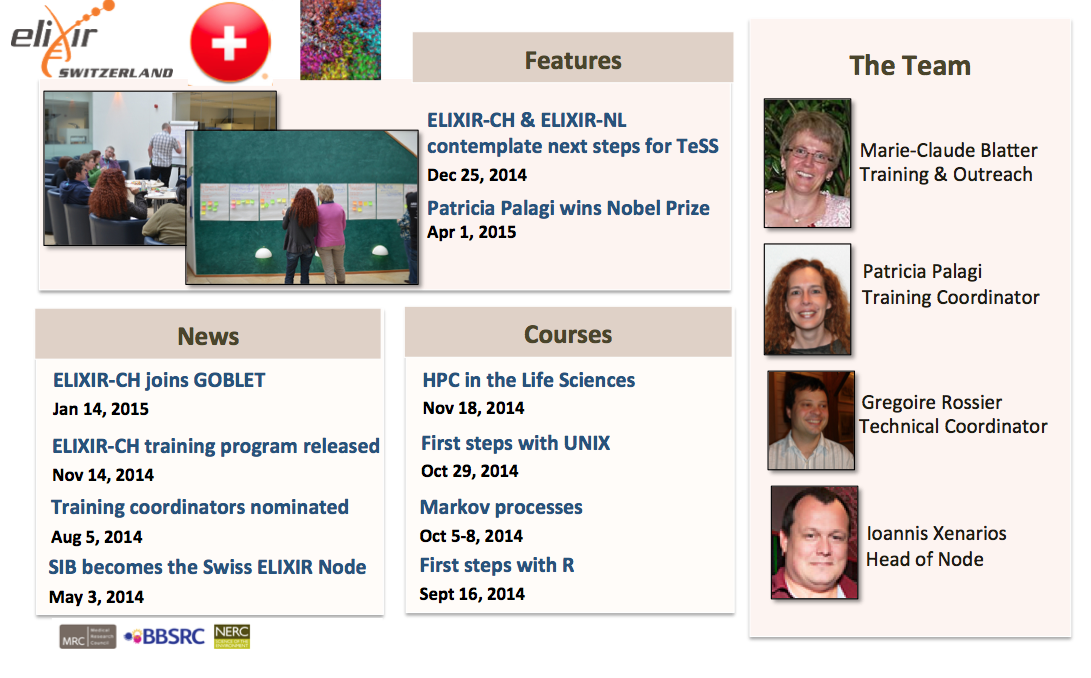 elixir
SWITZERLAND
Features
ELIXIR-CH & ELIXIR-NL
contemplate next steps for TeSS
Dec 25, 2014
Patricia Palagi wins Nobel Prize
Apr 1, 2015
News
ELIXIR-CH joins GOBLET
Jan 14, 2015
ELIXIR-CH training program released
Nov 14, 2014
Training coordinators nominated
Aug 5, 2014
SIB becomes the Swiss ELIXIR Node
May 3, 2014
Courses
HPC in the Life Sciences
Nov 18, 2014
First steps with UNIX
Oct 29, 2014
Markov processes
Oct 5-8, 2014
First steps with R
Sept 16, 2014
The Team
Marie-Claude Blatter
Training & Outreach
Patricia Palagi
Training Coordinator
Gregoire Rossier
Technical Coordinator
Ioannis Xenarios
Head of Node
MRC
Medical
Research
Council
BBSRC
NERC